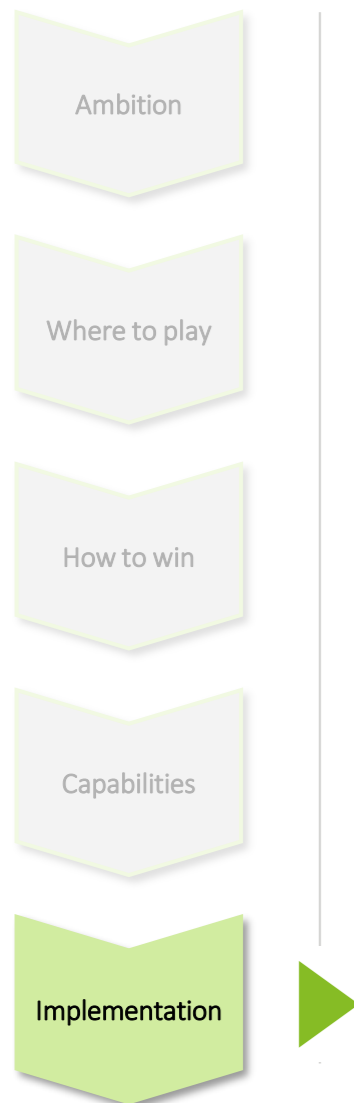 Ambition
Where to play
How to win
Capabilities
Implementation